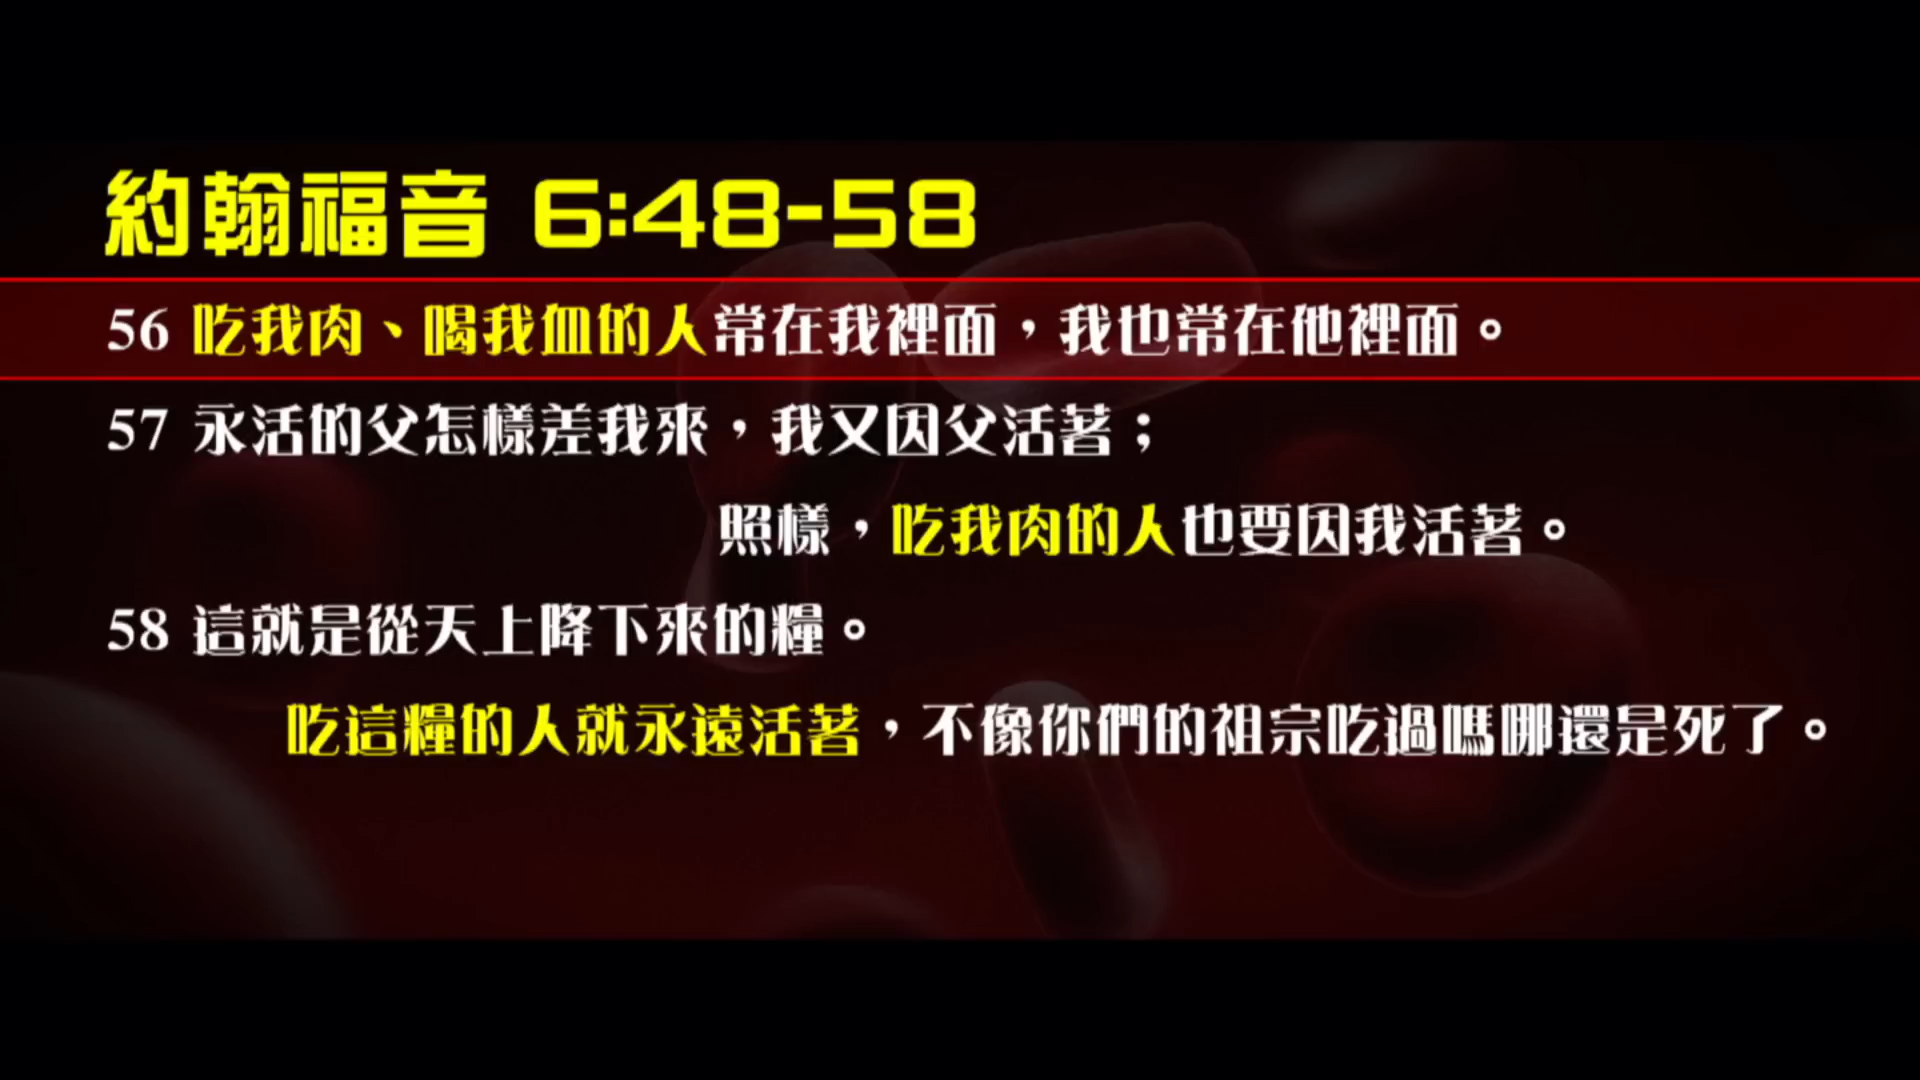 約翰福音 6:48-58
56 吃我肉、喝我血的人常在我裡面，我也常在他裡面。
57 永活的父怎樣差我來，我又因父活著；
照樣，吃我肉的人也要因我活著。
58 這就是從天上降下來的糧。
吃這糧的人就永遠活著，不像你們的祖宗吃過嗎哪還是死了。